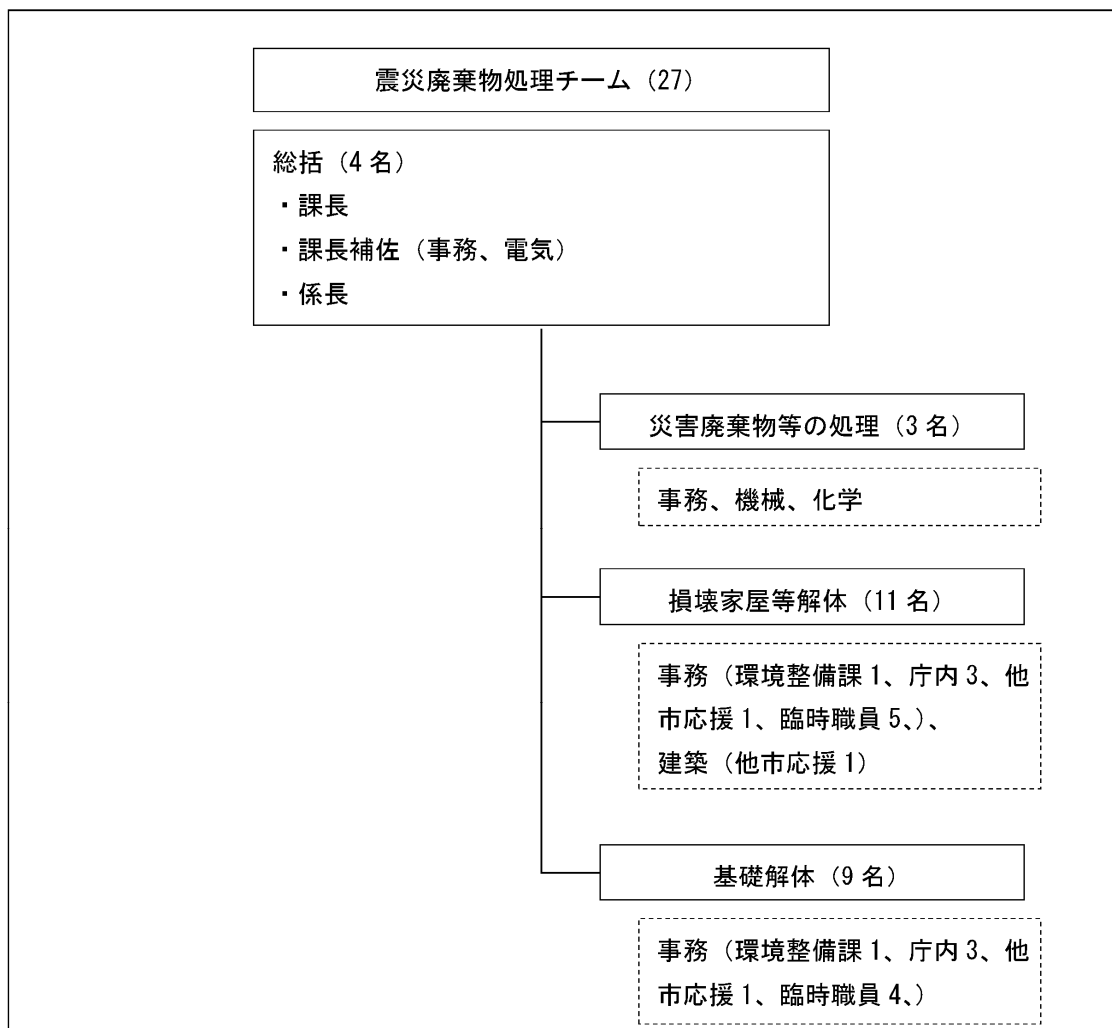 震災廃棄物処理チーム（27）
総括（4 名）
・課長
・課長補佐（事務、電気）
・係長
災害廃棄物等の処理（3 名）
事務、機械、化学
損壊家屋等解体（11 名）
事務（環境整備課 1、庁内 3、他
市応援 1、臨時職員 5、）、
建築（他市応援 1）
基礎解体（9 名）
事務（環境整備課 1、庁内 3、他
市応援 1、臨時職員 4、）